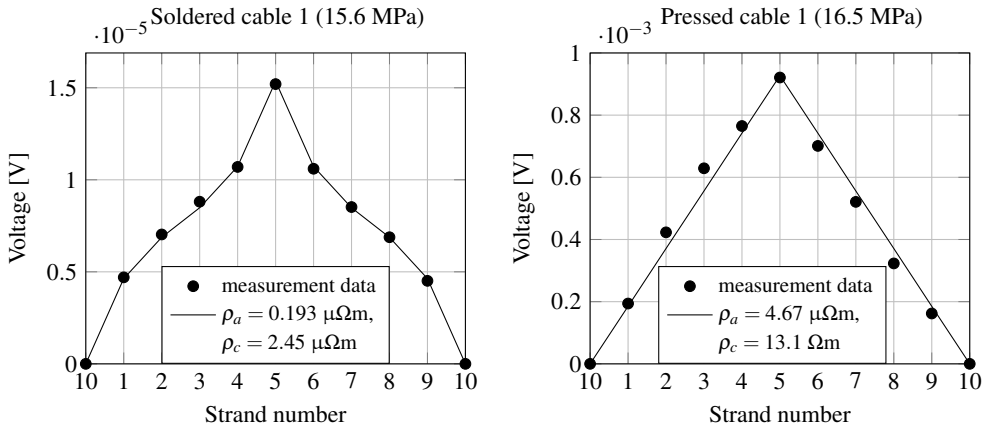 Soldered cable 1 (15.6 MPa)
·10⁻⁵
1.5
1
0.5
0
Voltage [V]
10 1 2 3 4 5 6 7 8 9 10
Strand number
measurement data
ρa = 0.193 μΩm,
ρc = 2.45 μΩm
Pressed cable 1 (16.5 MPa)
·10⁻³
1
0.8
0.6
0.4
0.2
0
Voltage [V]
10 1 2 3 4 5 6 7 8 9 10
Strand number
measurement data
ρa = 4.67 μΩm,
ρc = 13.1 Ωm